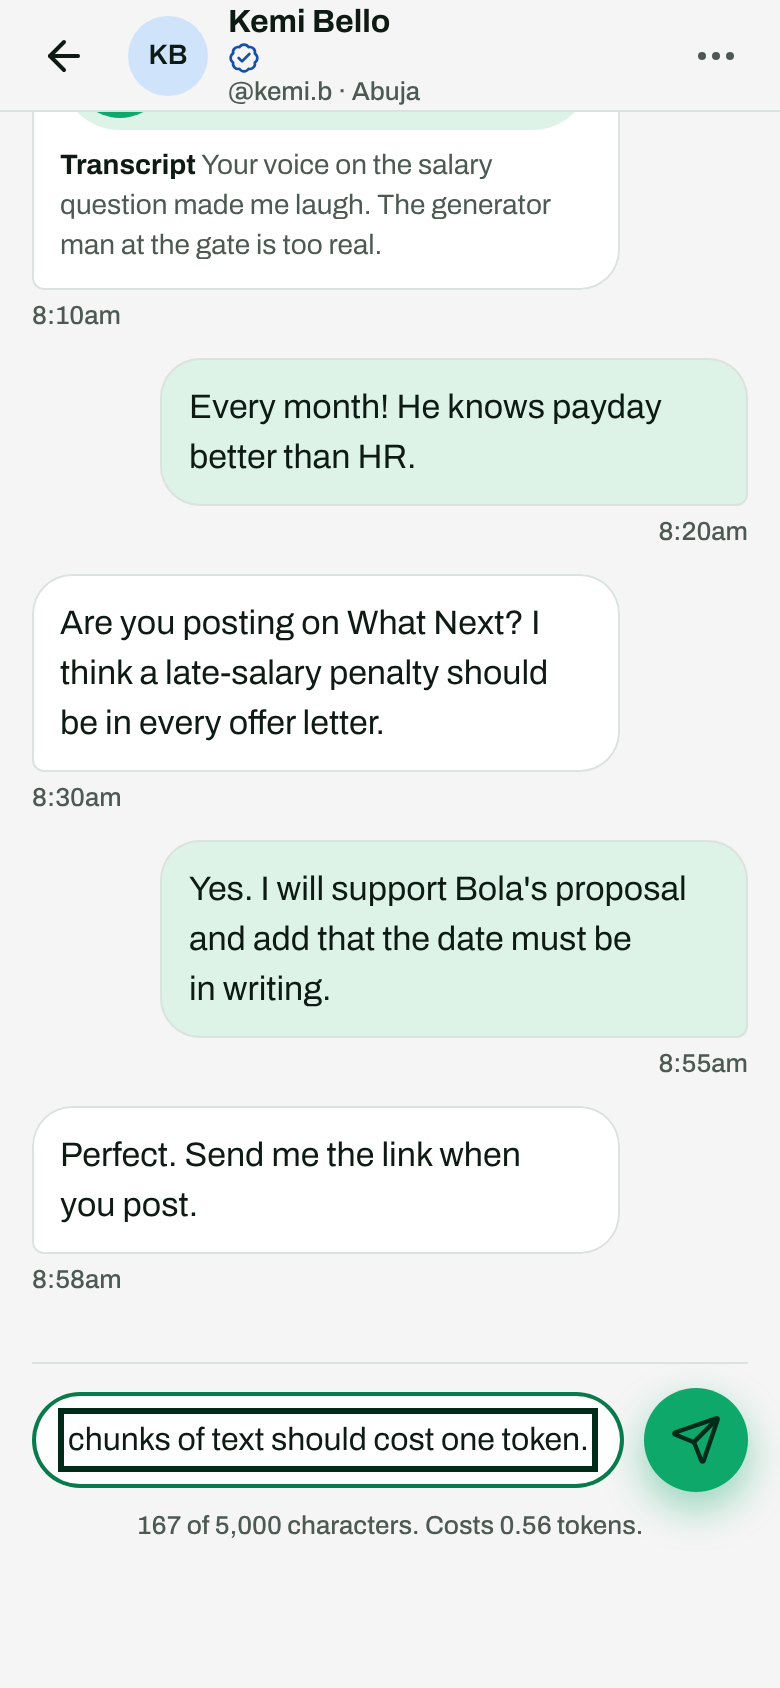 KB
Kemi Bello
@kemi.b · Abuja
Transcript Your voice on the salary
question made me laugh. The generator
man at the gate is too real.
8:10am
Every month! He knows payday
better than HR.
8:20am
Are you posting on What Next? I
think a late-salary penalty should
be in every offer letter.
8:30am
Yes. I will support Bola's proposal
and add that the date must be
in writing.
8:55am
Perfect. Send me the link when
you post.
8:58am
chunks of text should cost one token.
167 of 5,000 characters. Costs 0.56 tokens.